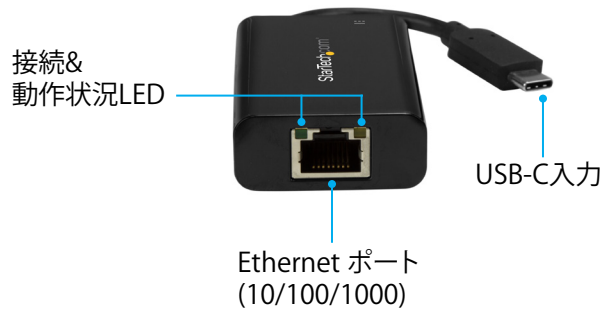 接続&
動作状況LED
StarTech.com
USB-C入力
Ethernet ポート
(10/100/1000)